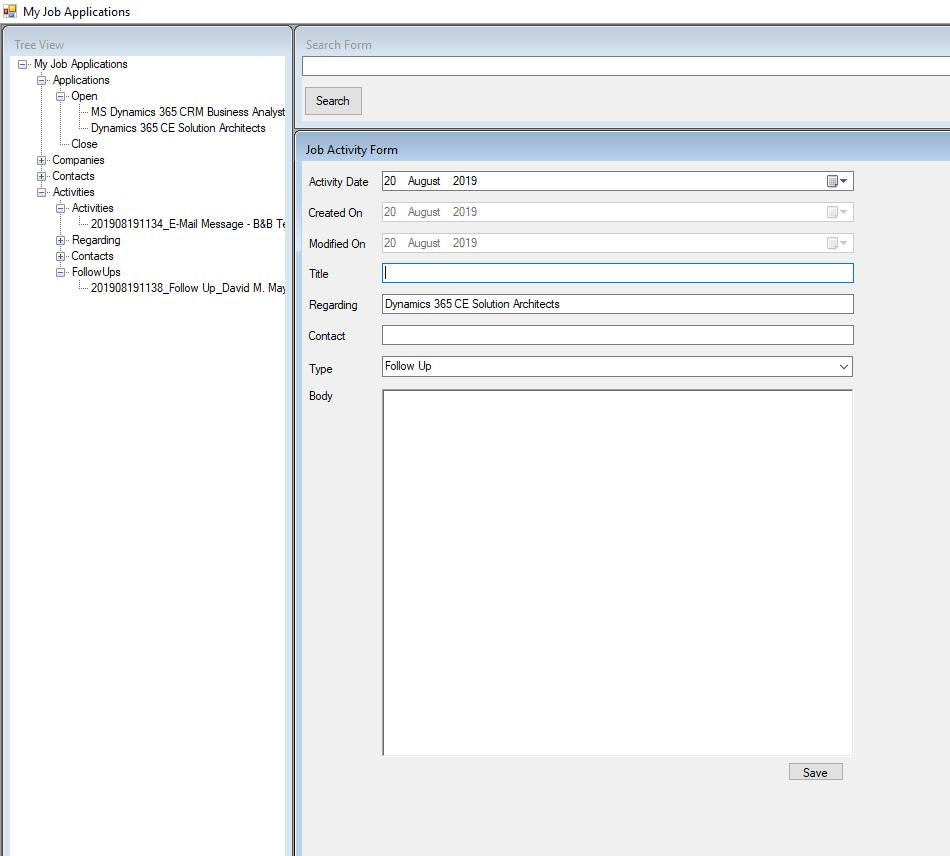 My Job Applications
Tree View
My Job Applications
Applications
Open
MS Dynamics 365 CRM Business Analyst
Dynamics 365 CE Solution Architects
Close
Companies
Contacts
Activities
Activities
201908191134_E-Mail Message - B&B Te
Regarding
Contacts
FollowUps
201908191138_Follow Up_David M. May
Search Form
Search
Job Activity Form
Activity Date 20 August 2019
Created On 20 August 2019
Modified On 20 August 2019
Title
Regarding Dynamics 365 CE Solution Architects
Contact
Type Follow Up
Body
Save